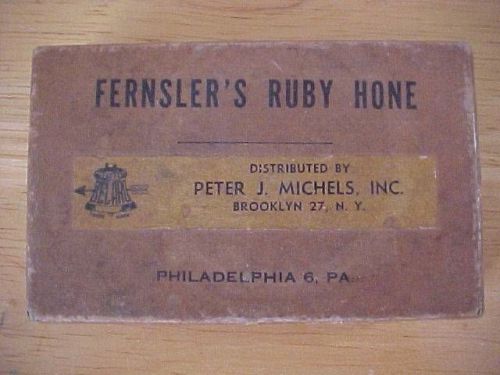 FERNSLER'S RUBY HONE
DISTRIBUTED BY
PETER J. MICHELS, INC.
BROOKLYN 27, N. Y.
PHILADELPHIA 6, PA.